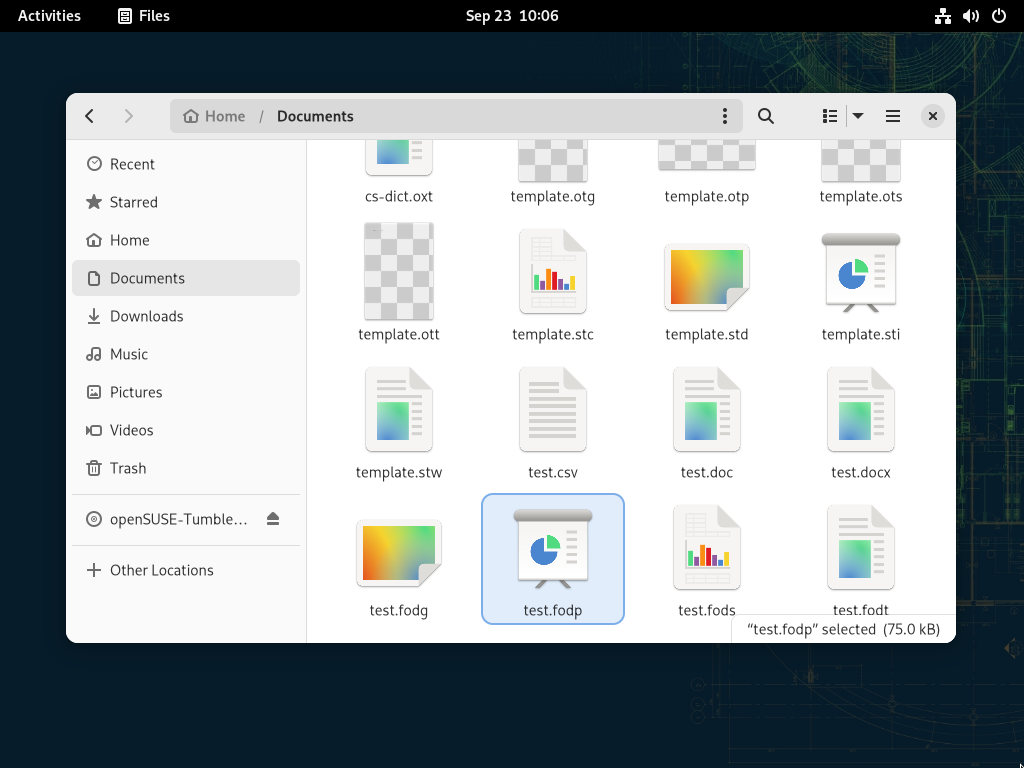 Activities
Files
Sep 23 10:06
Home / Documents
Recent
Starred
Home
Documents
Downloads
Music
Pictures
Videos
Trash
openSUSE-Tumble…
Other Locations
cs-dict.oxt
template.otg
template.otp
template.ots
template.ott
template.stc
template.std
template.sti
template.stw
test.csv
test.doc
test.docx
test.fodg
test.fodp
test.fods
test.fodt
“test.fodp” selected (75.0 kB)